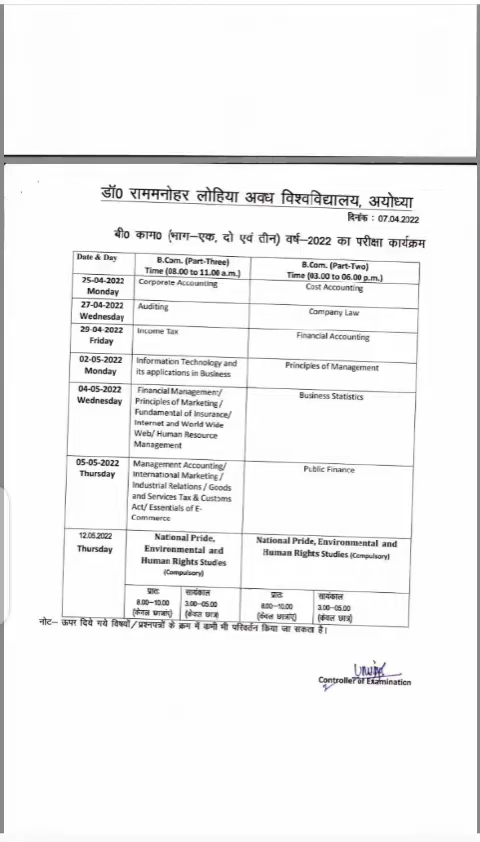 डॉ0 राममनोहर लोहिया अवध विश्वविद्यालय, अयोध्या
दिनांक : 07.04.2022
बी० काम० (भाग–एक, दो एवं तीन) वर्ष–2022 का परीक्षा कार्यक्रम
Date & Day
B.Com. (Part-Three)
Time (08.00 to 11.00 a.m.)
B.Com. (Part-Two)
Time (03.00 to 06.00 p.m.)
25-04-2022
Monday
Corporate Accounting
Cost Accounting
27-04-2022
Wednesday
Auditing
Company Law
29-04-2022
Friday
Income Tax
Financial Accounting
02-05-2022
Monday
Information Technology and
its applications in Business
Principles of Management
04-05-2022
Wednesday
Financial Management/
Principles of Marketing /
Fundamental of Insurance/
Internet and World Wide
Web/ Human Resource
Management
Business Statistics
05-05-2022
Thursday
Management Accounting/
International Marketing /
Industrial Relations / Goods
and Services Tax & Customs
Act/ Essentials of E-
Commerce
Public Finance
12.05.2022
Thursday
National Pride,
Environmental and
Human Rights Studies
(Compulsory)
National Pride, Environmental and
Human Rights Studies (Compulsory)
प्रातः
8.00–10.00
(केवल छात्राएं)
सायंकाल
3.00–05.00
(केवल छात्र)
प्रातः
8.00–10.00
(केवल छात्राएं)
सायंकाल
3.00–05.00
(केवल छात्र)
नोट– ऊपर दिये गये विषयों/प्रश्नपत्रों के क्रम में कभी भी परिवर्तन किया जा सकता है।
Controller of Examination